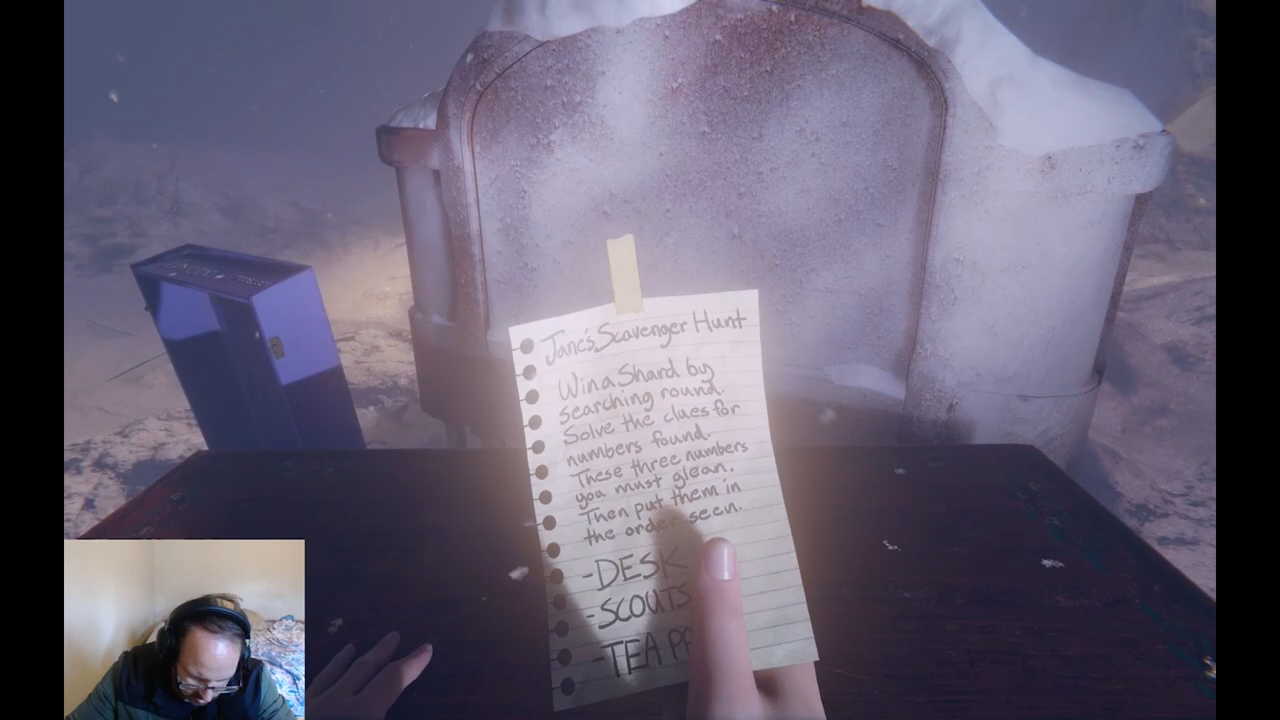 Jane's Scavenger Hunt
Win a Shard by
searching round.
Solve the clues for
numbers found.
These three numbers
you must glean.
Then put them in
the order seen.
-DESK
-SCOUTS
-TEA